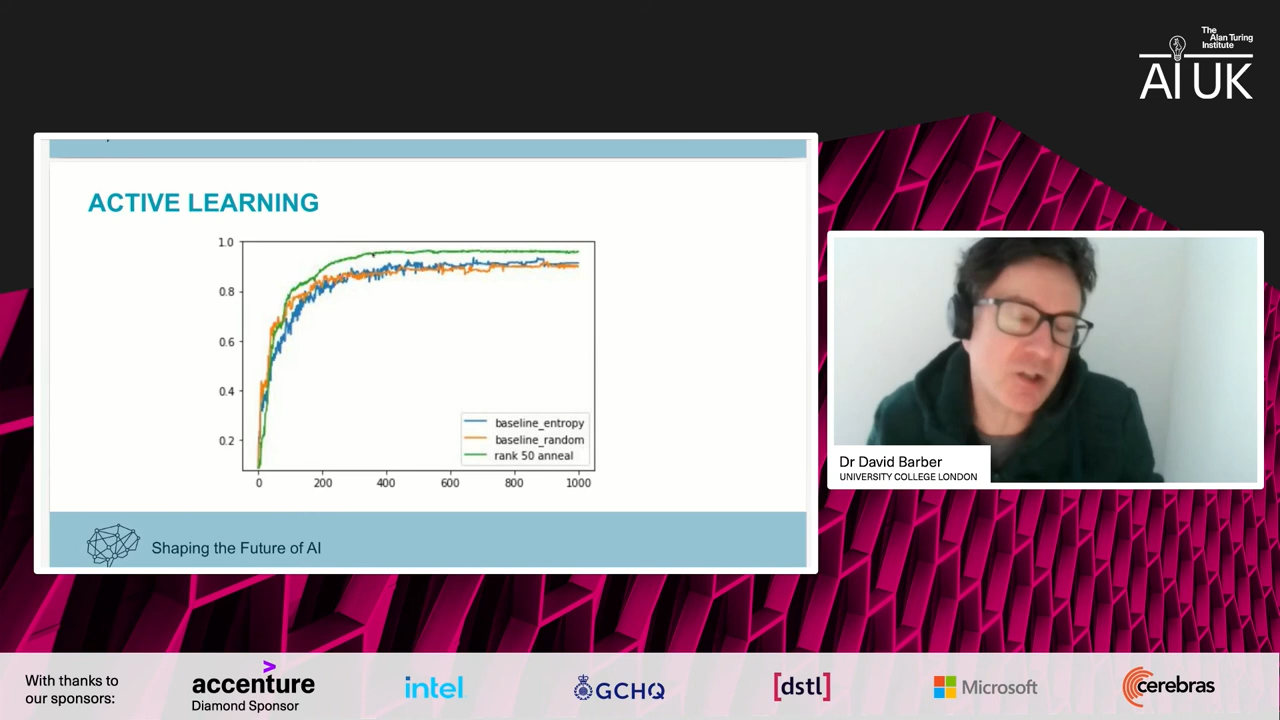 The
Alan Turing
Institute
AI UK
ACTIVE LEARNING
1.0
0.8
0.6
0.4
0.2
0
200
400
600
800
1000
baseline_entropy
baseline_random
rank 50 anneal
Shaping the Future of AI
Dr David Barber
UNIVERSITY COLLEGE LONDON
With thanks to
our sponsors:
accenture
Diamond Sponsor
intel
GCHQ
[dstl]
Microsoft
cerebras